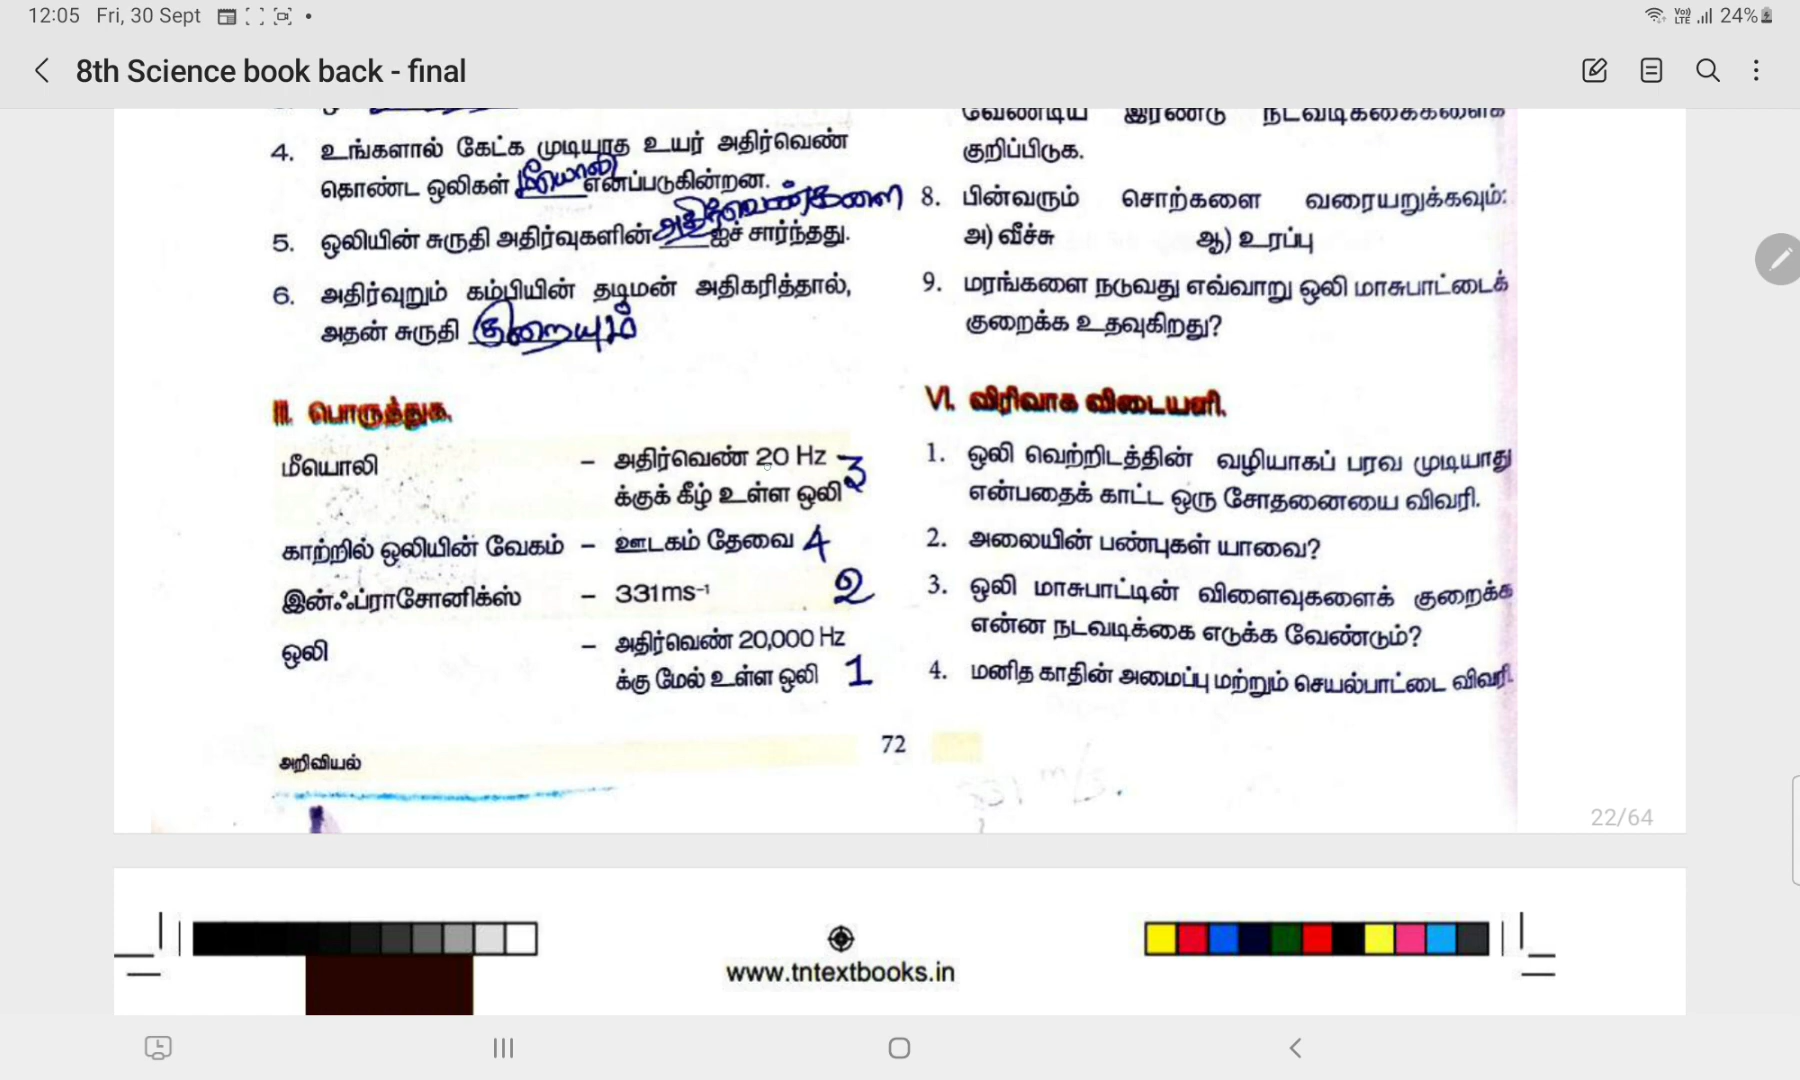 12:05 Fri, 30 Sept
24%
8th Science book back - final
4. உங்களால் கேட்க முடியாத உயர் அதிர்வெண்
கொண்ட ஒலிகள் மீயொலி எனப்படுகின்றன.
5. ஒலியின் சுருதி அதிர்வுகளின் அதிர்வெண்களை ஐச் சார்ந்தது.
6. அதிர்வுறும் கம்பியின் தடிமன் அதிகரித்தால்,
அதன் சுருதி குறையும்
III. பொருத்துக.
மீயொலி – அதிர்வெண் 20 Hz 3
க்குக் கீழ் உள்ள ஒலி
காற்றில் ஒலியின் வேகம் – ஊடகம் தேவை 4
இன்ஃப்ராசோனிக்ஸ் – 331ms⁻¹ 2
ஒலி – அதிர்வெண் 20,000 Hz
க்கு மேல் உள்ள ஒலி 1
வேண்டிய இரண்டு நடவடிக்கைகளைக்
குறிப்பிடுக.
8. பின்வரும் சொற்களை வரையறுக்கவும்:
அ) வீச்சு ஆ) உரப்பு
9. மரங்களை நடுவது எவ்வாறு ஒலி மாசுபாட்டைக்
குறைக்க உதவுகிறது?
VI. விரிவாக விடையளி.
1. ஒலி வெற்றிடத்தின் வழியாகப் பரவ முடியாது
என்பதைக் காட்ட ஒரு சோதனையை விவரி.
2. அலையின் பண்புகள் யாவை?
3. ஒலி மாசுபாட்டின் விளைவுகளைக் குறைக்க
என்ன நடவடிக்கை எடுக்க வேண்டும்?
4. மனித காதின் அமைப்பு மற்றும் செயல்பாட்டை விவரி.
72
அறிவியல்
22/64
www.tntextbooks.in